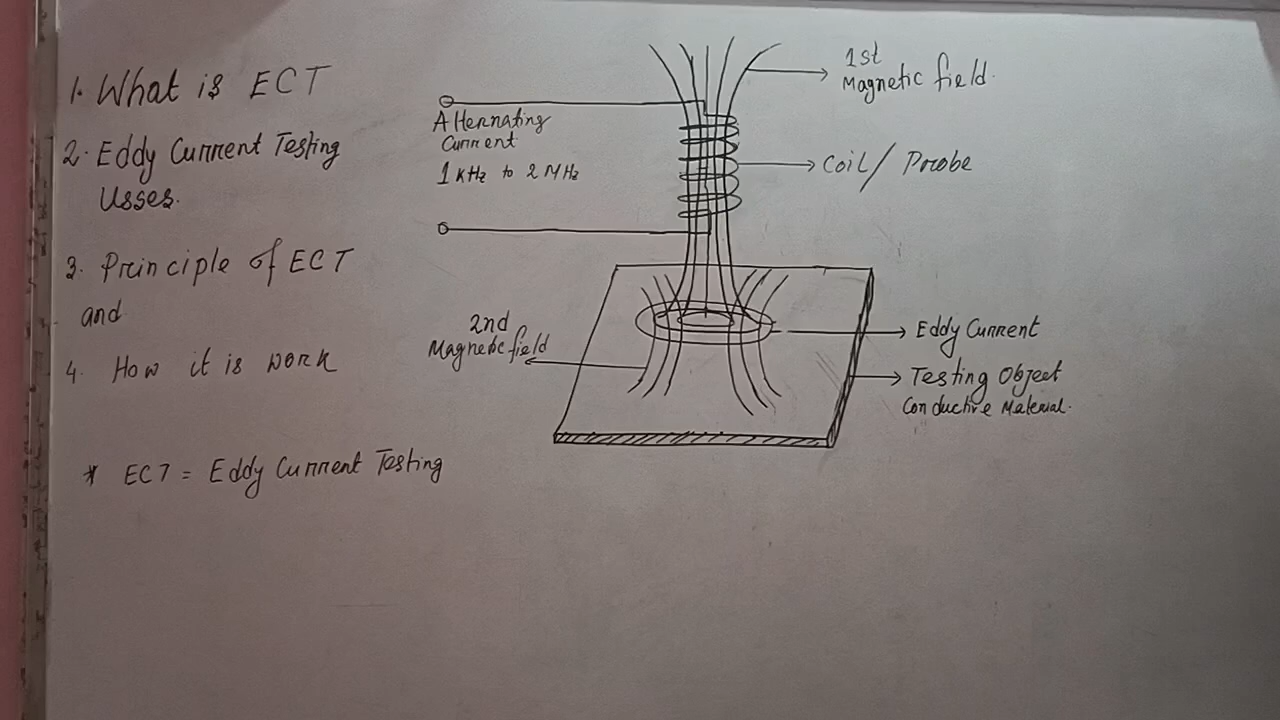 1. What is ECT
2. Eddy Current Testing
Usses.
3. Principle of ECT
and
4. How it is work
* ECT = Eddy Current Testing
Alternating
Current
1 KHz to 2 MHz
1st
Magnetic field.
Coil/ Probe
2nd
Magnetic field
Eddy Current
Testing Object
Conductive Material.